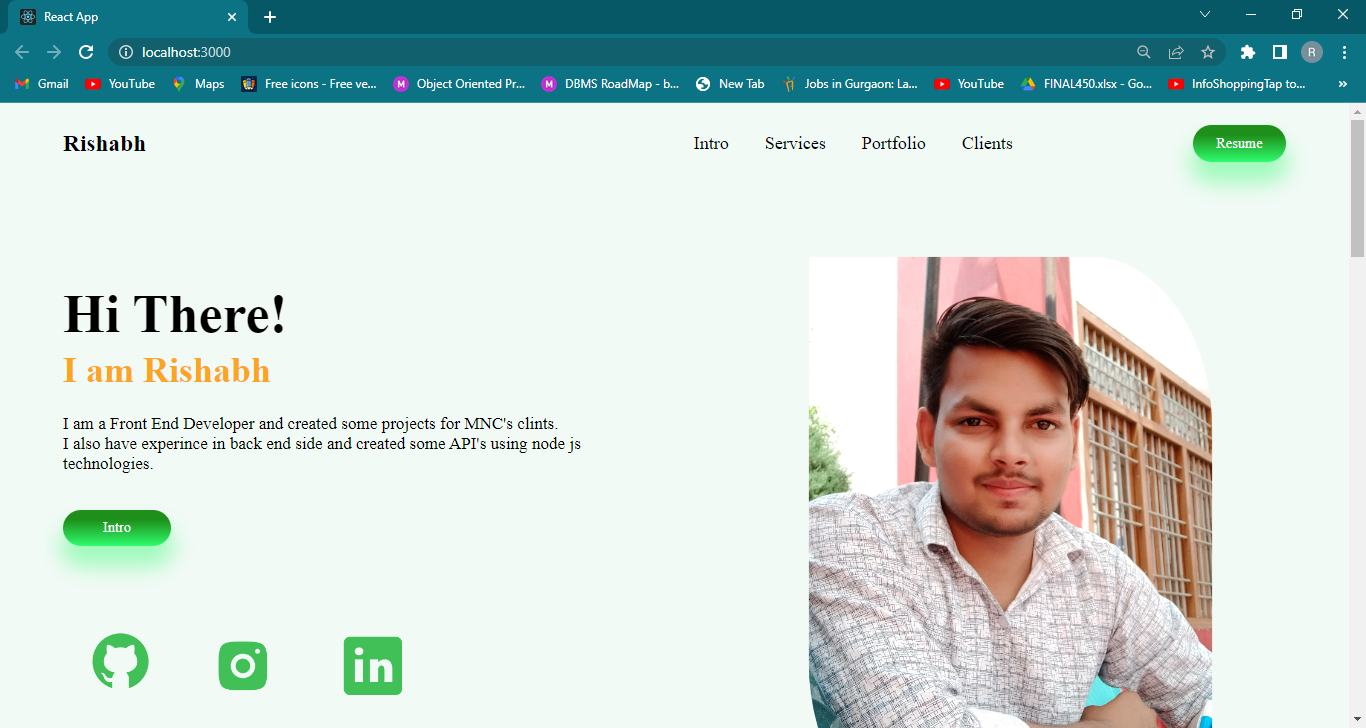 React App
localhost:3000
R
Gmail YouTube Maps Free icons - Free ve... M Object Oriented Pr... M DBMS RoadMap - b... New Tab Jobs in Gurgaon: La... YouTube FINAL450.xlsx - Go... InfoShoppingTap to... »
Rishabh Intro Services Portfolio Clients Resume
Hi There!
I am Rishabh
I am a Front End Developer and created some projects for MNC's clints.
I also have experince in back end side and created some API's using node js
technologies.
Intro
in